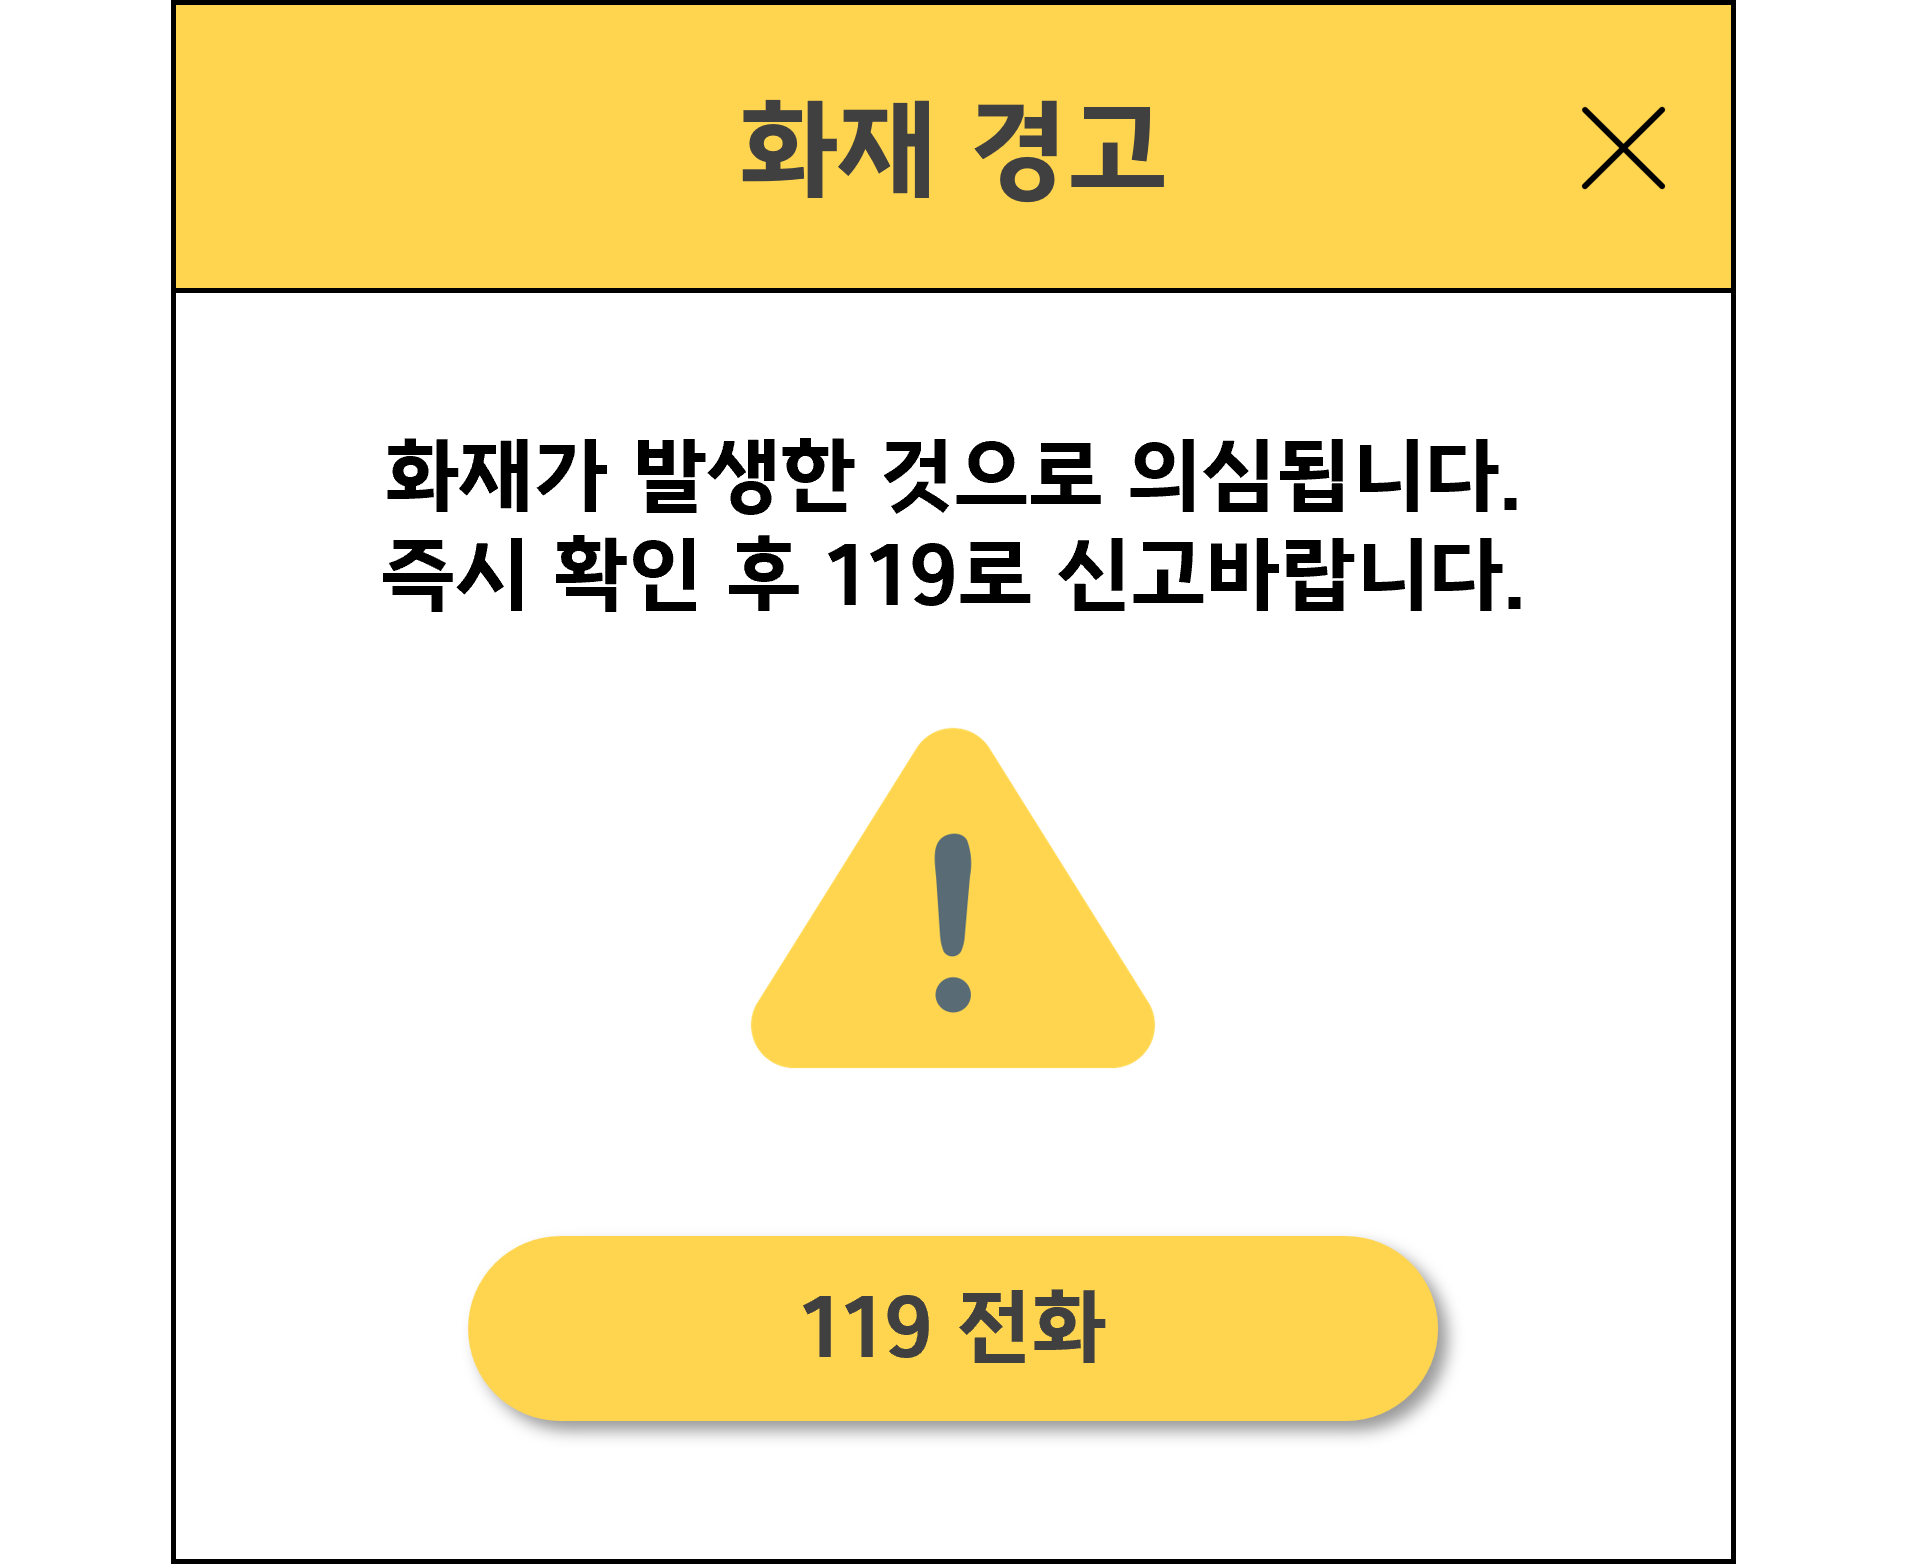 화재 경고
화재가 발생한 것으로 의심됩니다.
즉시 확인 후 119로 신고바랍니다.
119 전화